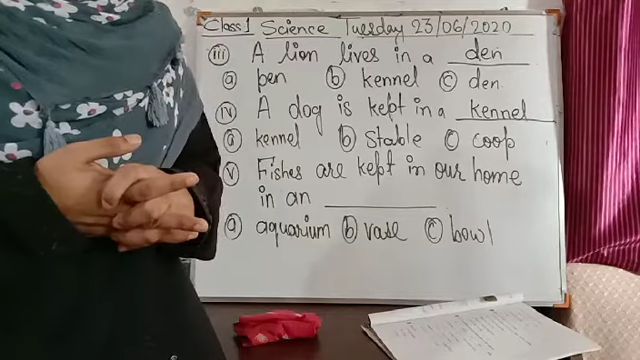 Class 1 Science Tuesday 23/06/2020
iii A lion lives in a den
a pen b kennel c den
iv A dog is kept in a kennel
a kennel b stable c coop
v Fishes are kept in our home
in an ________
a aquarium b vase c bowl